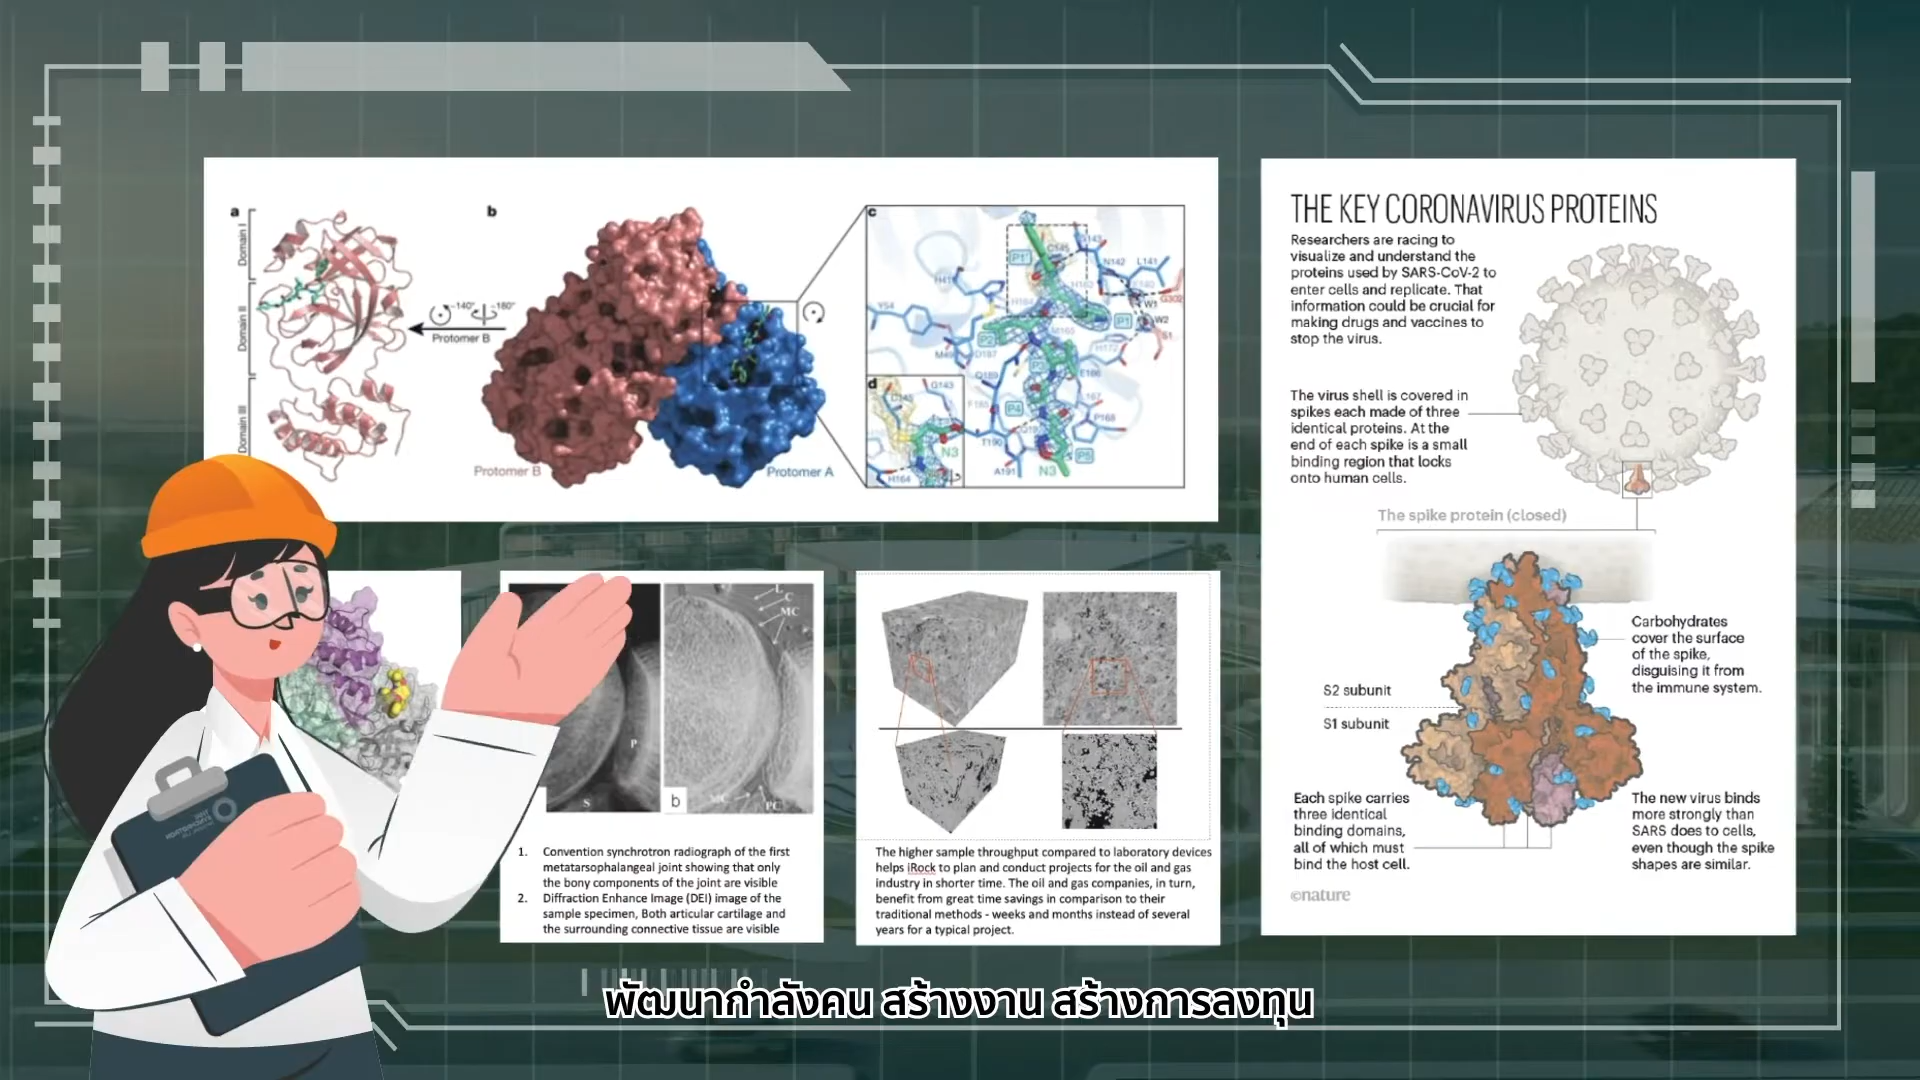 a
Domain I
Domain II
Domain III
~140°
~180°
Protomer B
b
Protomer B
Protomer A
c
P1'
C145
G143
N142
L141
H41
H164
H163
E140
W1
G302
Y54
P1
W2
P2
M165
S1
M49
D187
H172
Q189
P3
E166
d
G143
C145
F185
P4
L167
P168
T190
Q192
N3
A191
P5
H164
N3
THE KEY CORONAVIRUS PROTEINS
Researchers are racing to
visualize and understand the
proteins used by SARS-CoV-2 to
enter cells and replicate. That
information could be crucial for
making drugs and vaccines to
stop the virus.
The virus shell is covered in
spikes each made of three
identical proteins. At the
end of each spike is a small
binding region that locks
onto human cells.
The spike protein (closed)
Carbohydrates
cover the surface
of the spike,
disguising it from
the immune system.
S2 subunit
S1 subunit
Each spike carries
three identical
binding domains,
all of which must
bind the host cell.
The new virus binds
more strongly than
SARS does to cells,
even though the spike
shapes are similar.
©nature
L
C
MC
P
S
b
MC
PC
1. Convention synchrotron radiograph of the first
metatarsophalangeal joint showing that only
the bony components of the joint are visible
2. Diffraction Enhance Image (DEI) image of the
sample specimen, Both articular cartilage and
the surrounding connective tissue are visible
The higher sample throughput compared to laboratory devices
helps iRock to plan and conduct projects for the oil and gas
industry in shorter time. The oil and gas companies, in turn,
benefit from great time savings in comparison to their
traditional methods - weeks and months instead of several
years for a typical project.
พัฒนากำลังคน สร้างงาน สร้างการลงทุน